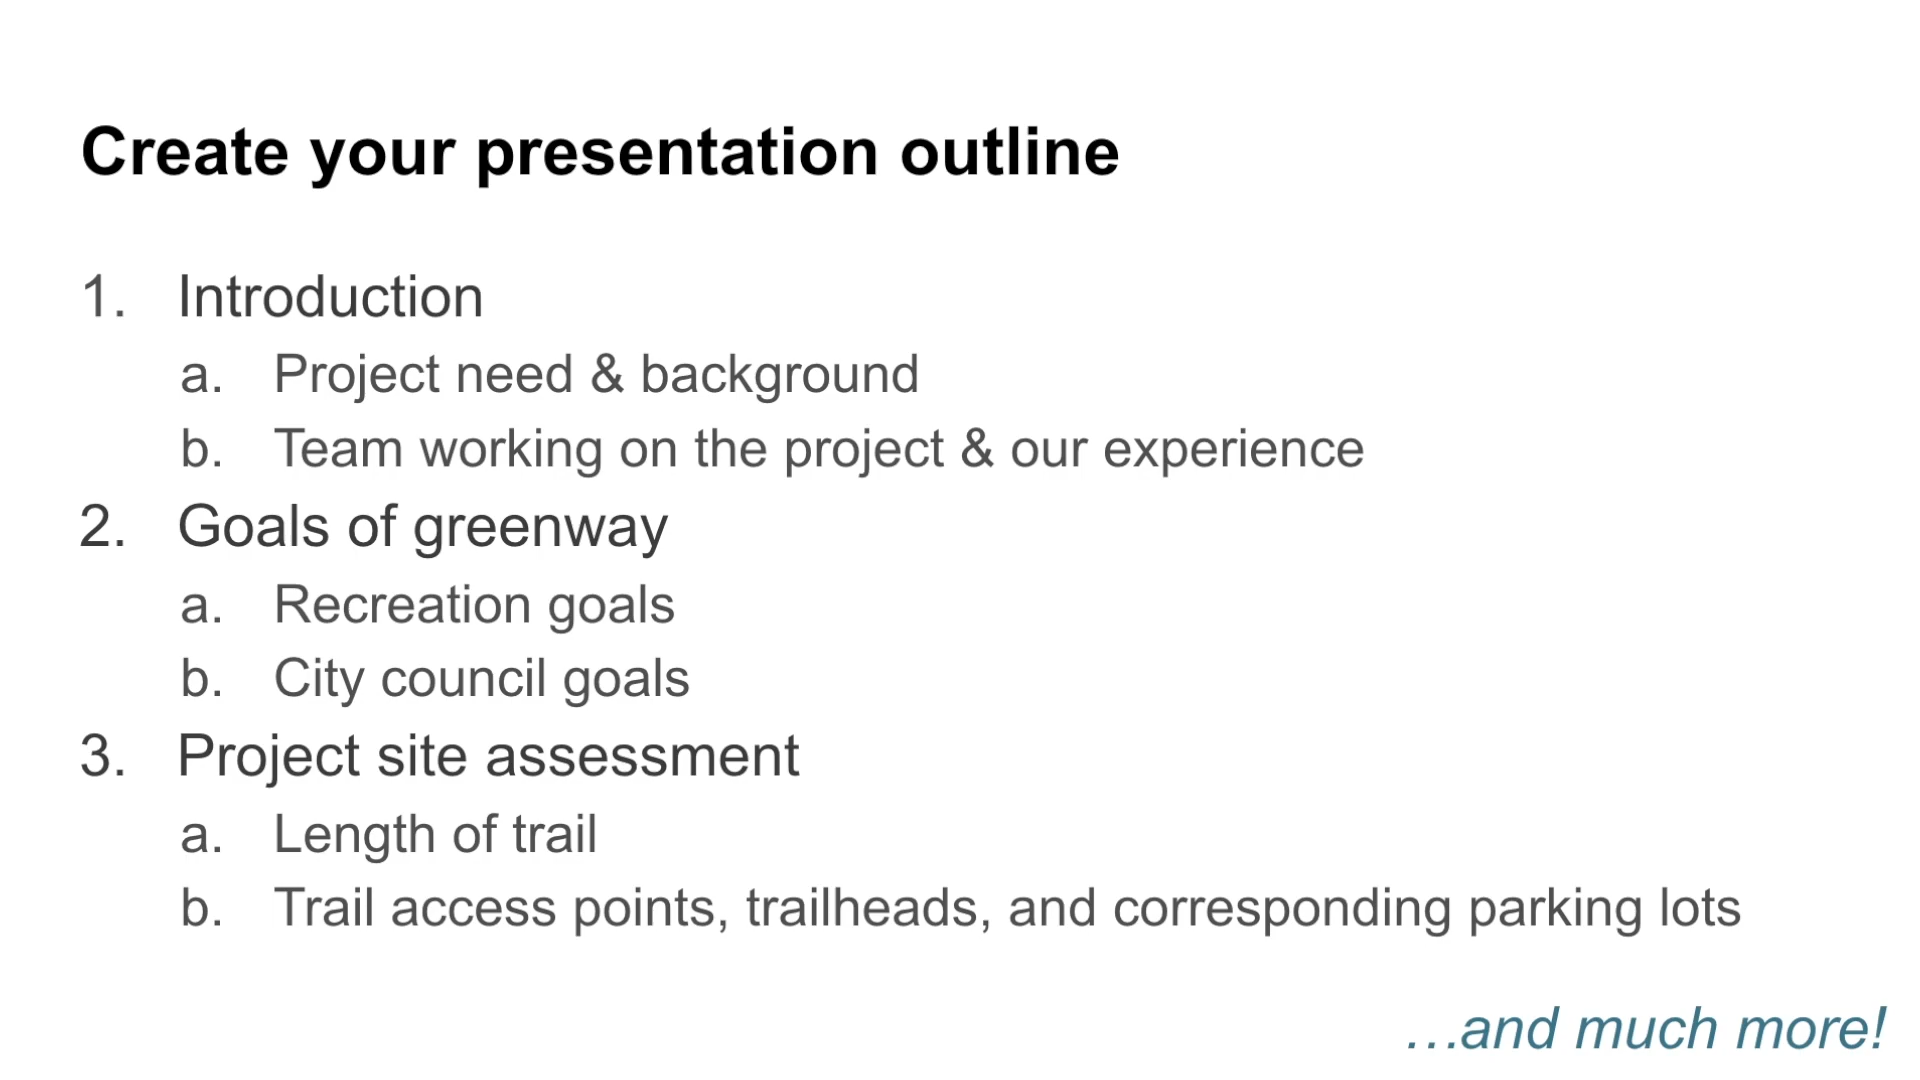 Create your presentation outline
1. Introduction
a. Project need & background
b. Team working on the project & our experience
2. Goals of greenway
a. Recreation goals
b. City council goals
3. Project site assessment
a. Length of trail
b. Trail access points, trailheads, and corresponding parking lots
…and much more!